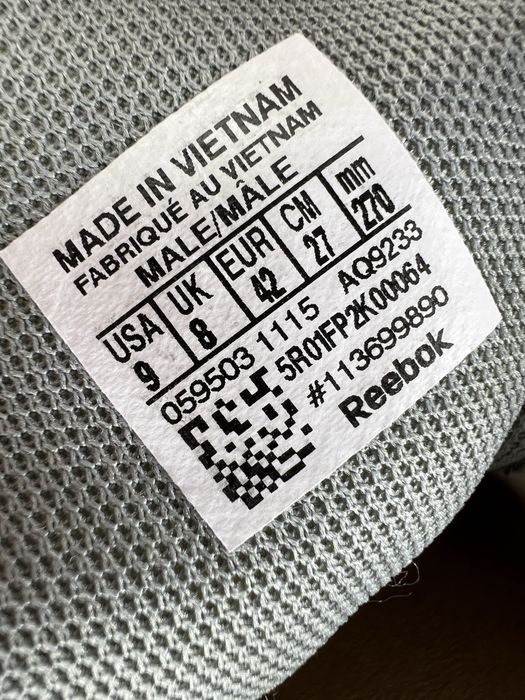 MADE IN VIETNAM
FABRIQUÉ AU VIETNAM
MALE/MÂLE
USA UK EUR CM mm
9 8 42 27 270
059503 1115 AQ9233
5R01FP2K00064
#113699890
Reebok